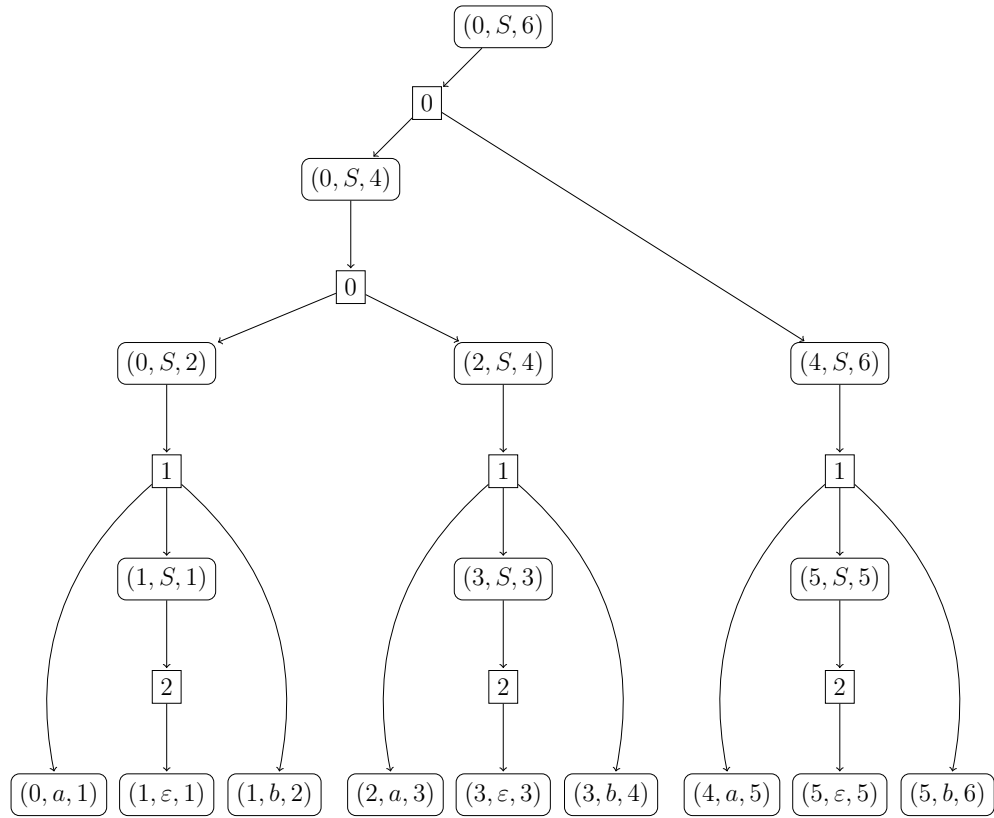 (0, S, 6)
0
(0, S, 4)
0
(0, S, 2) (2, S, 4) (4, S, 6)
1 1 1
(1, S, 1) (3, S, 3) (5, S, 5)
2 2 2
(0, a, 1) (1, ε, 1) (1, b, 2) (2, a, 3) (3, ε, 3) (3, b, 4) (4, a, 5) (5, ε, 5) (5, b, 6)